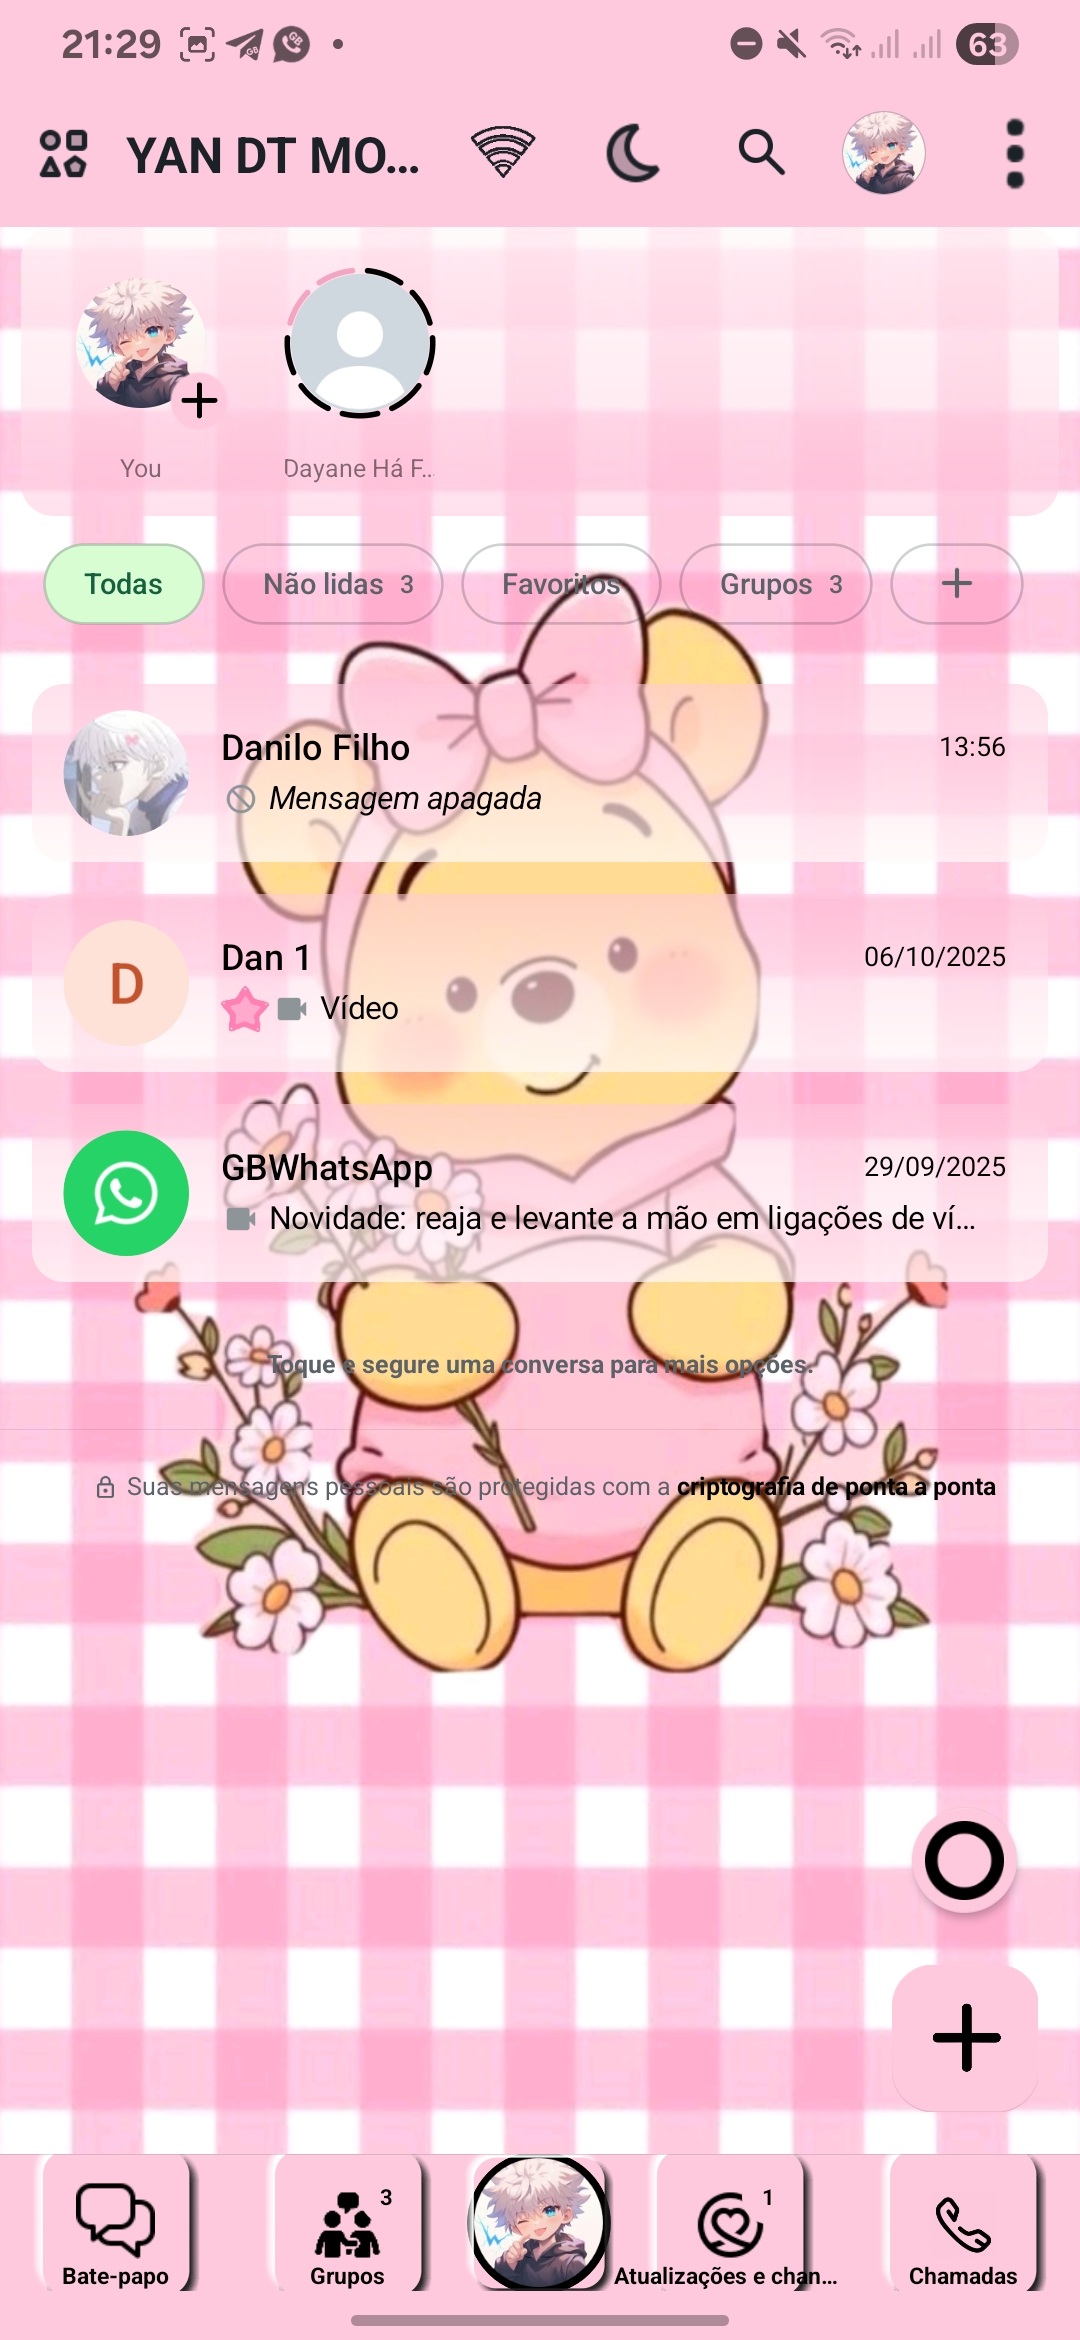 21:29
63
YAN DT MO...
You
Dayane Há F..
Todas
Não lidas 3
Favoritos
Grupos 3
Danilo Filho
13:56
Mensagem apagada
D
Dan 1
06/10/2025
Vídeo
GBWhatsApp
29/09/2025
Novidade: reaja e levante a mão em ligações de ví...
Toque e segure uma conversa para mais opções.
Suas mensagens pessoais são protegidas com a criptografia de ponta a ponta
3
1
Bate-papo
Grupos
Atualizações e chan...
Chamadas